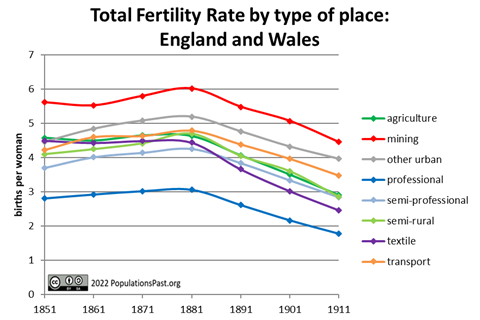 Total Fertility Rate by type of place:
England and Wales
births per woman
7
6
5
4
3
2
1
0
1851 1861 1871 1881 1891 1901 1911
agriculture
mining
other urban
professional
semi-professional
semi-rural
textile
transport
cc
2022 PopulationsPast.org